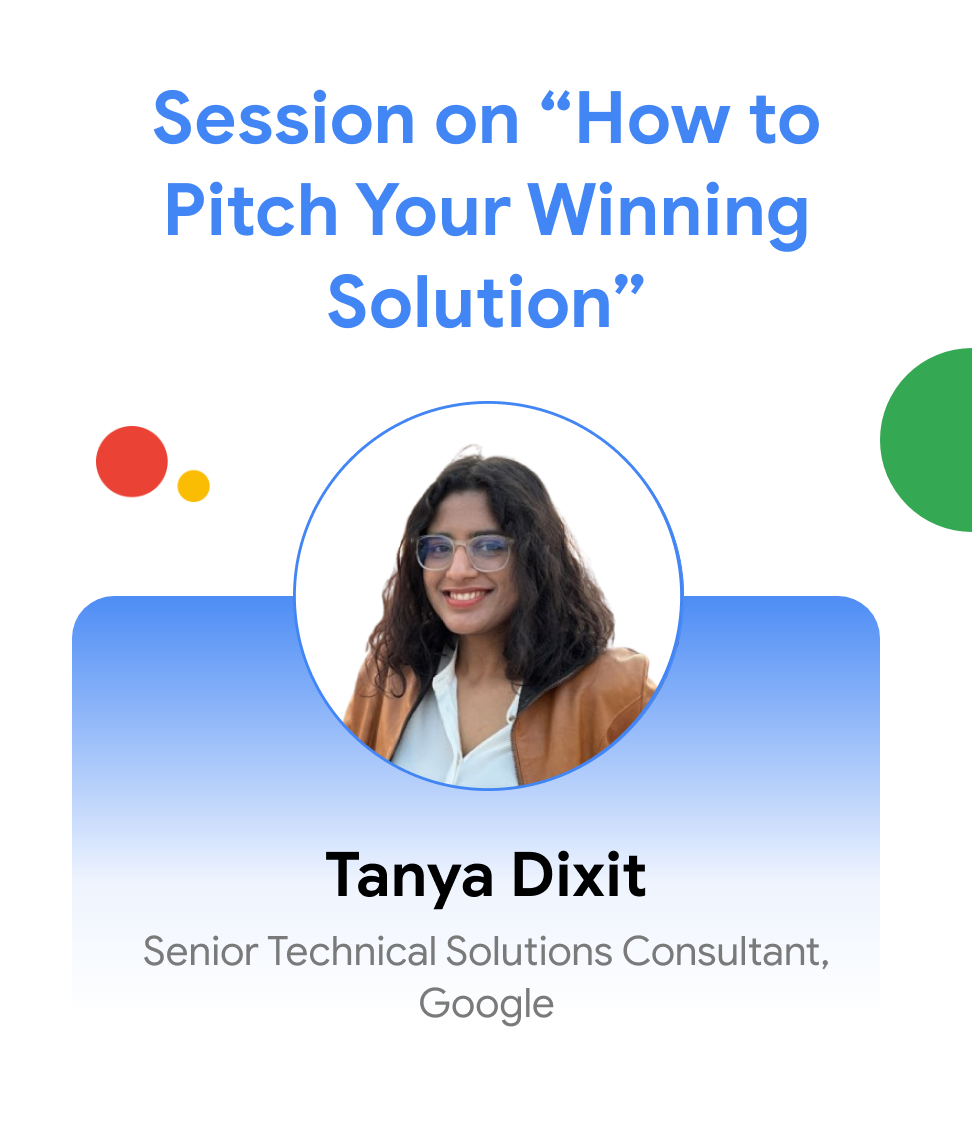 Session on “How to
Pitch Your Winning
Solution”
Tanya Dixit
Senior Technical Solutions Consultant,
Google